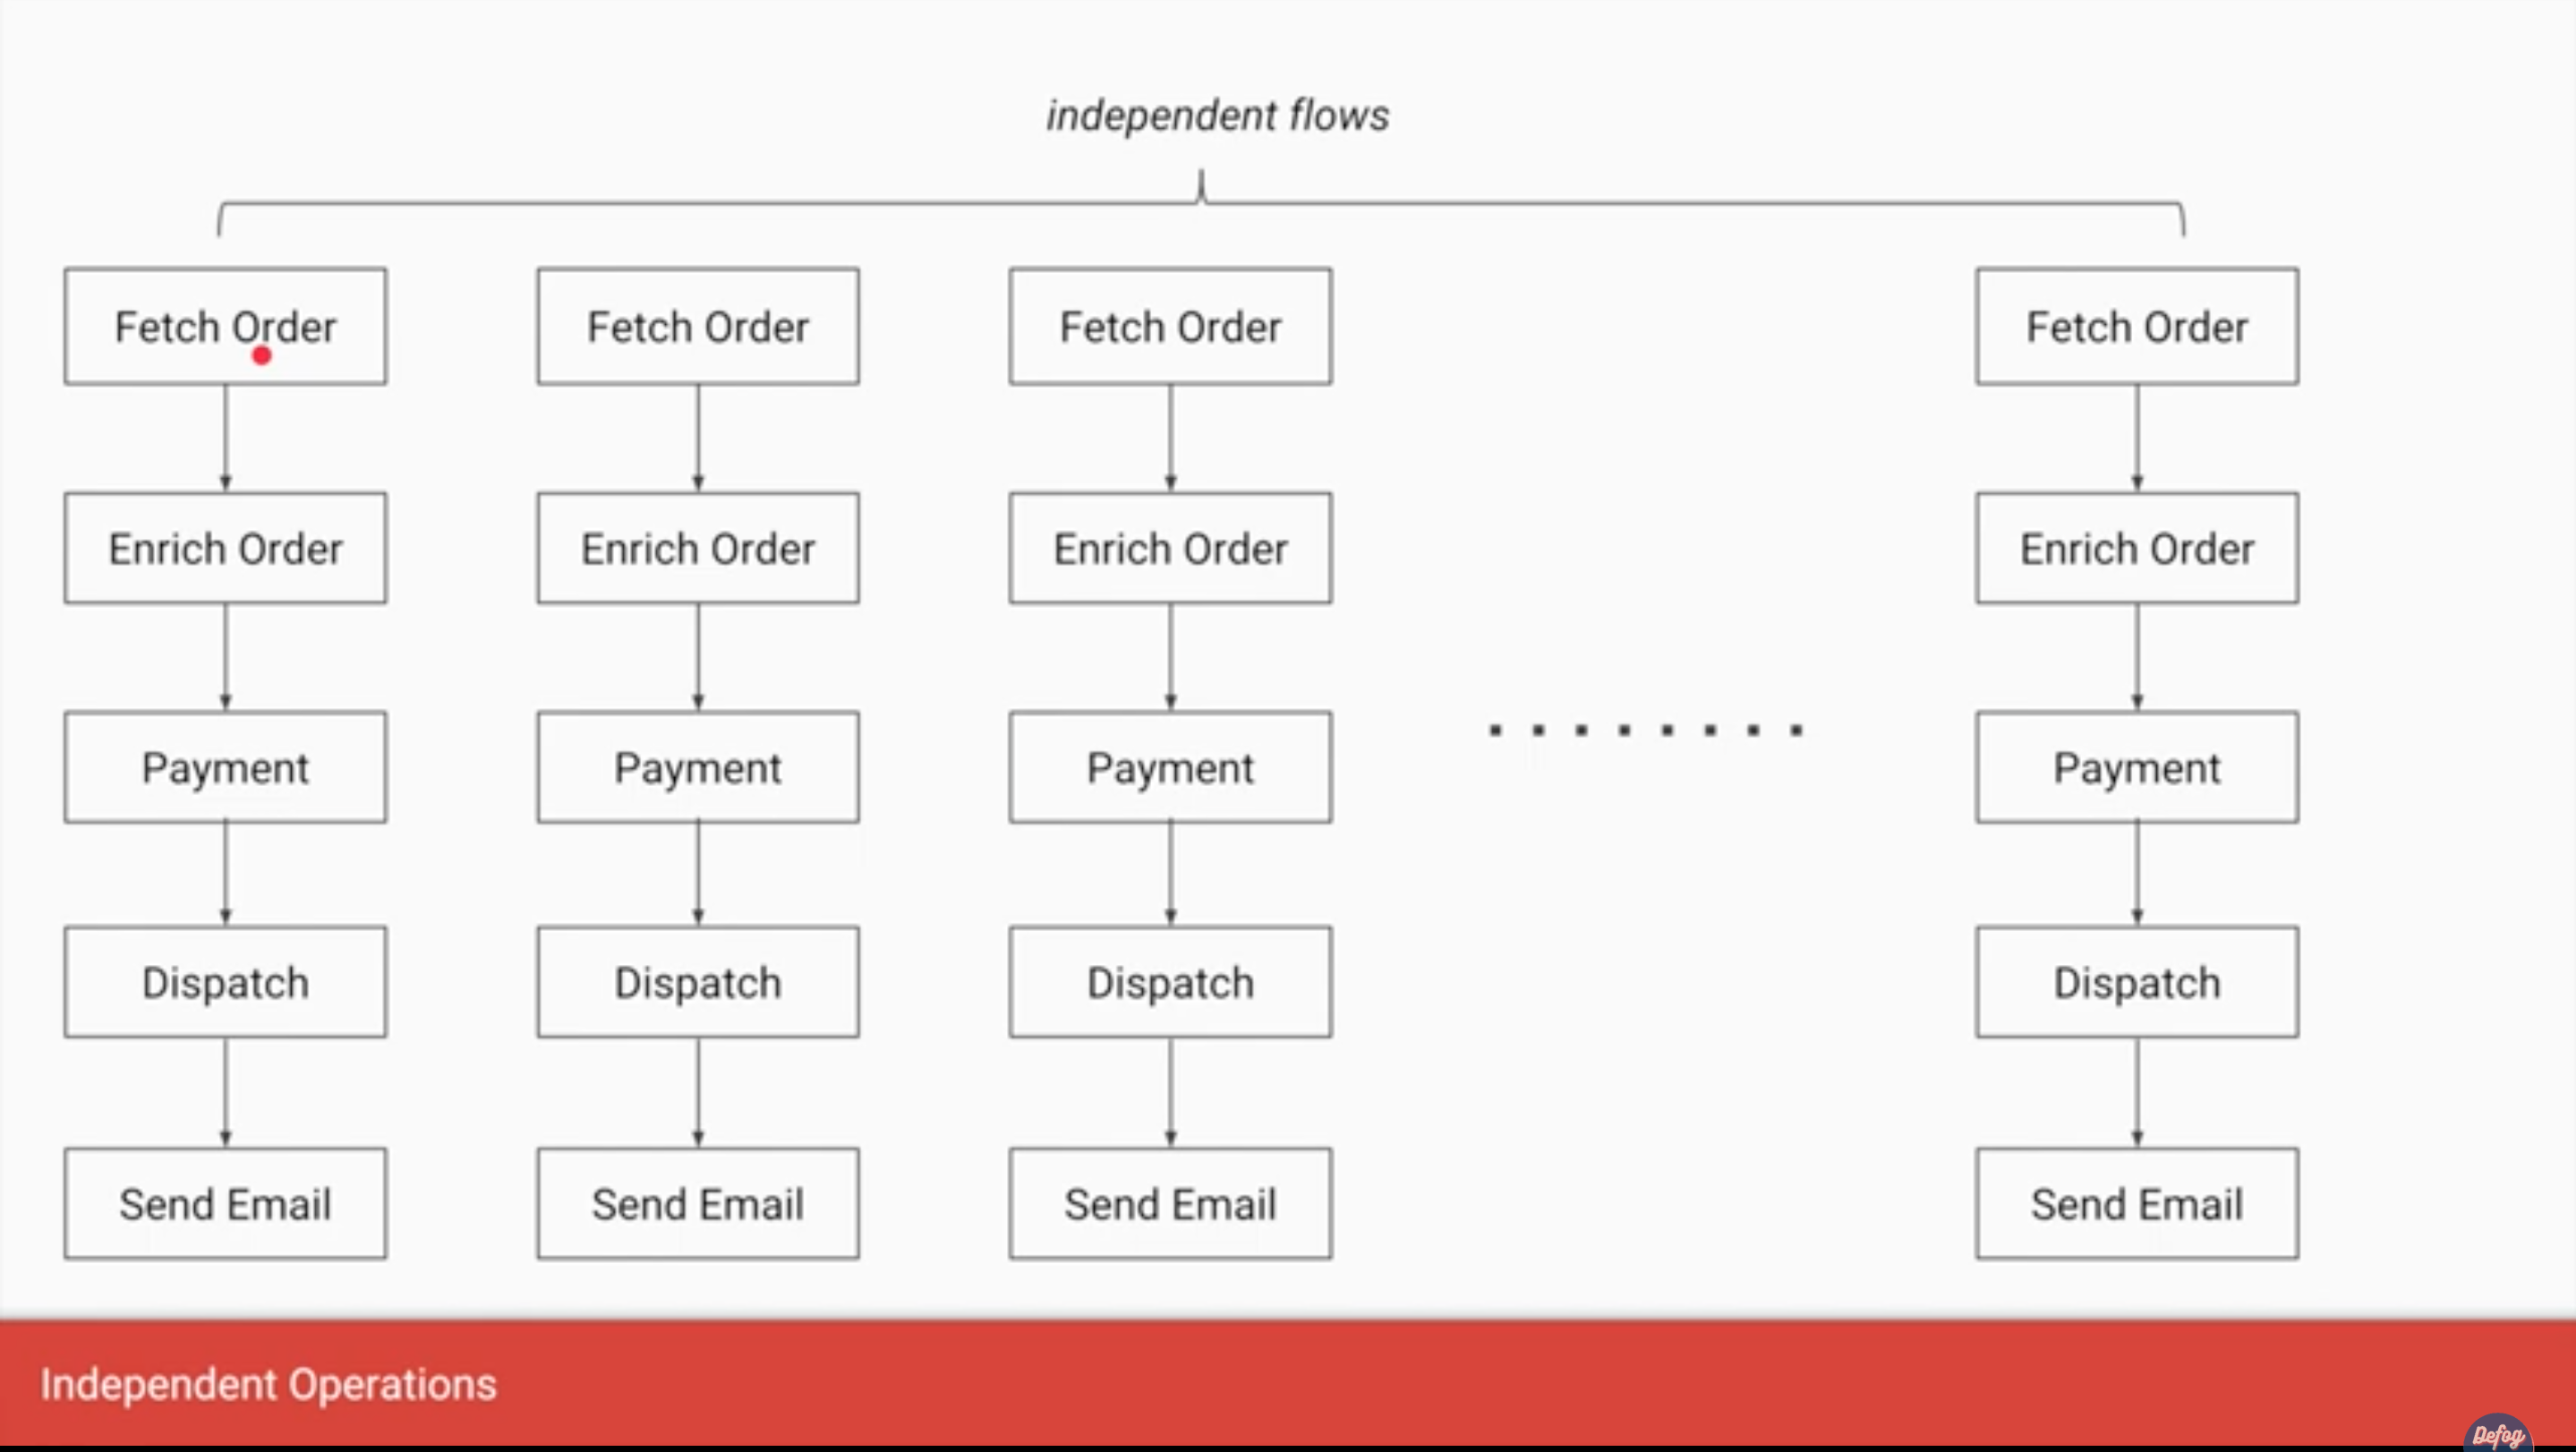 independent flows
Fetch Order Fetch Order Fetch Order Fetch Order
Enrich Order Enrich Order Enrich Order Enrich Order
Payment Payment Payment Payment
Dispatch Dispatch Dispatch Dispatch
Send Email Send Email Send Email Send Email
Independent Operations
Defog